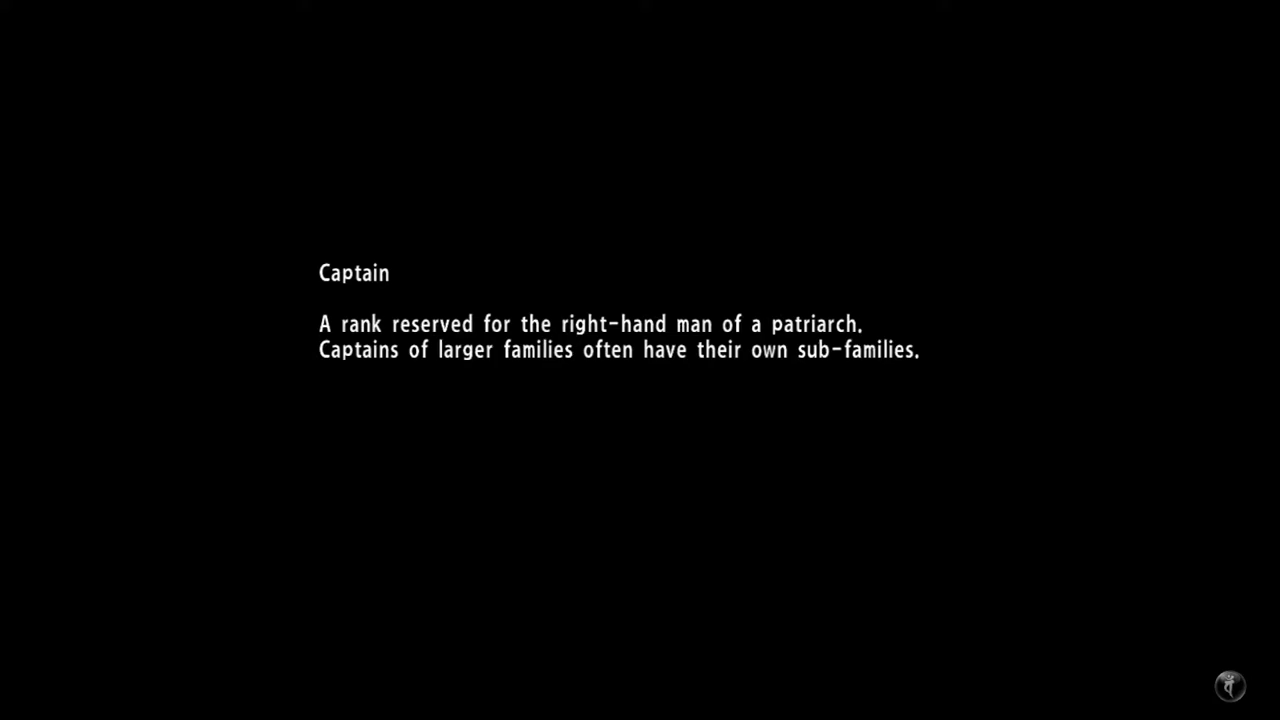 Captain
A rank reserved for the right-hand man of a patriarch.
Captains of larger families often have their own sub-families.